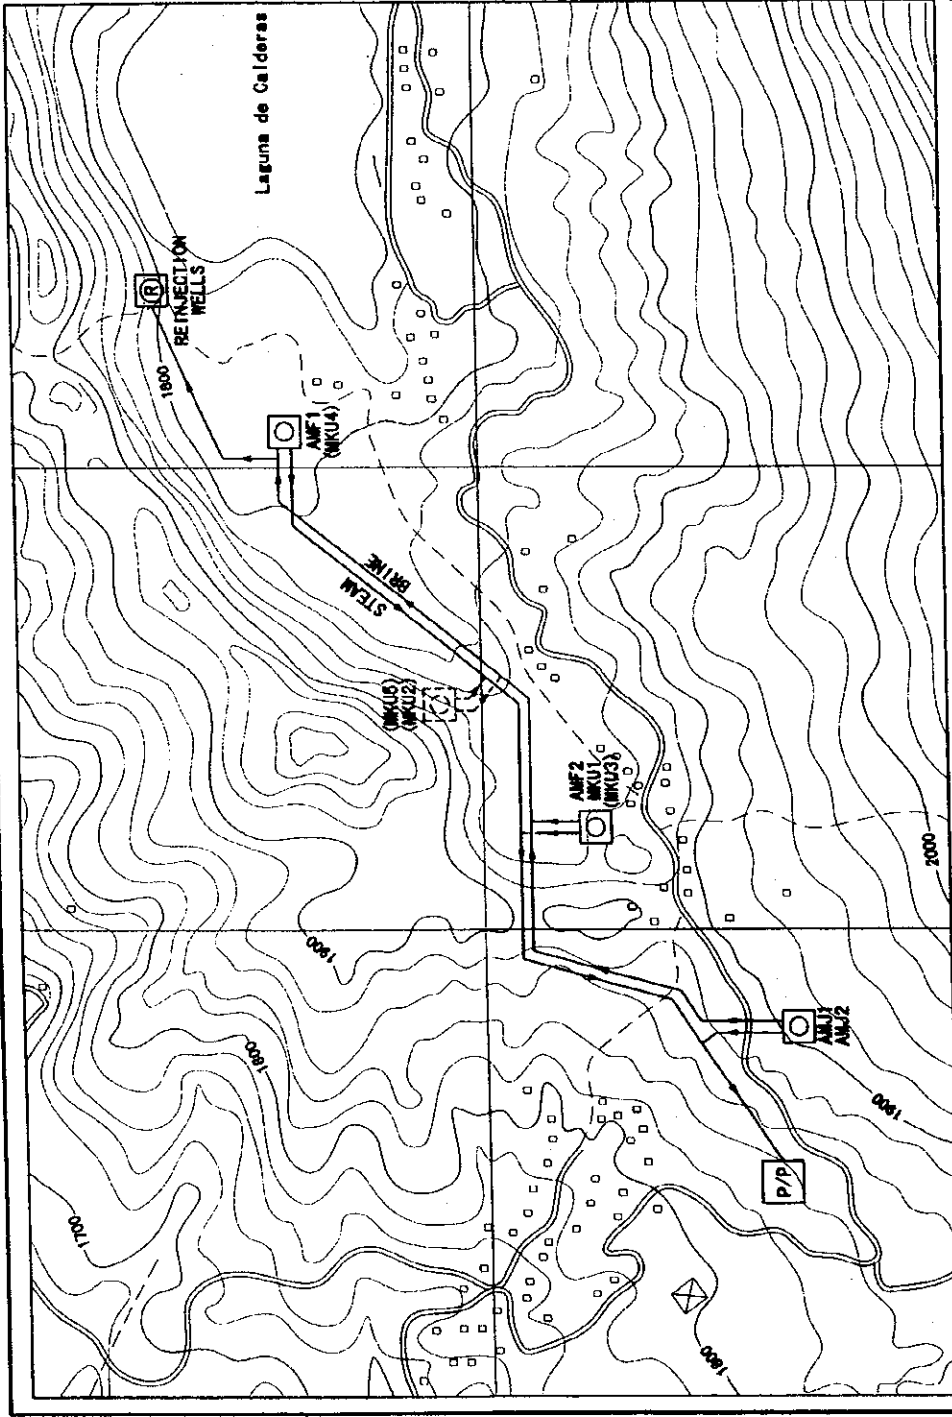 Laguna de Calderas
REINJECTION
WELLS
R
1800
AMF1
(MKU4)
STEAM
BRINE
(MKU5)
(MKU2)
AMF2
MKU1
(MKU3)
1900
2000
1800
AMJ1
AMJ2
1900
1700
P/P
1800